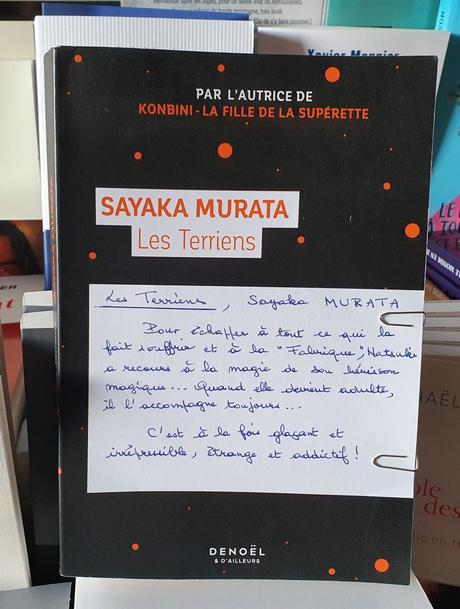 PAR L'AUTRICE DE
KONBINI - LA FILLE DE LA SUPÉRETTE
SAYAKA MURATA
Les Terriens
Les Terriens, Sayaka MURATA
Pour échapper à tout ce qui la
fait souffrir et à la "Fabrique", Natsuki
a recours à la magie de son hérisson
magique... Quand elle devient adulte,
il l'accompagne toujours...
C'est à la fois glaçant et
irrépressible, étrange et addictif !
DENOËL
& D'AILLEURS
Xavier